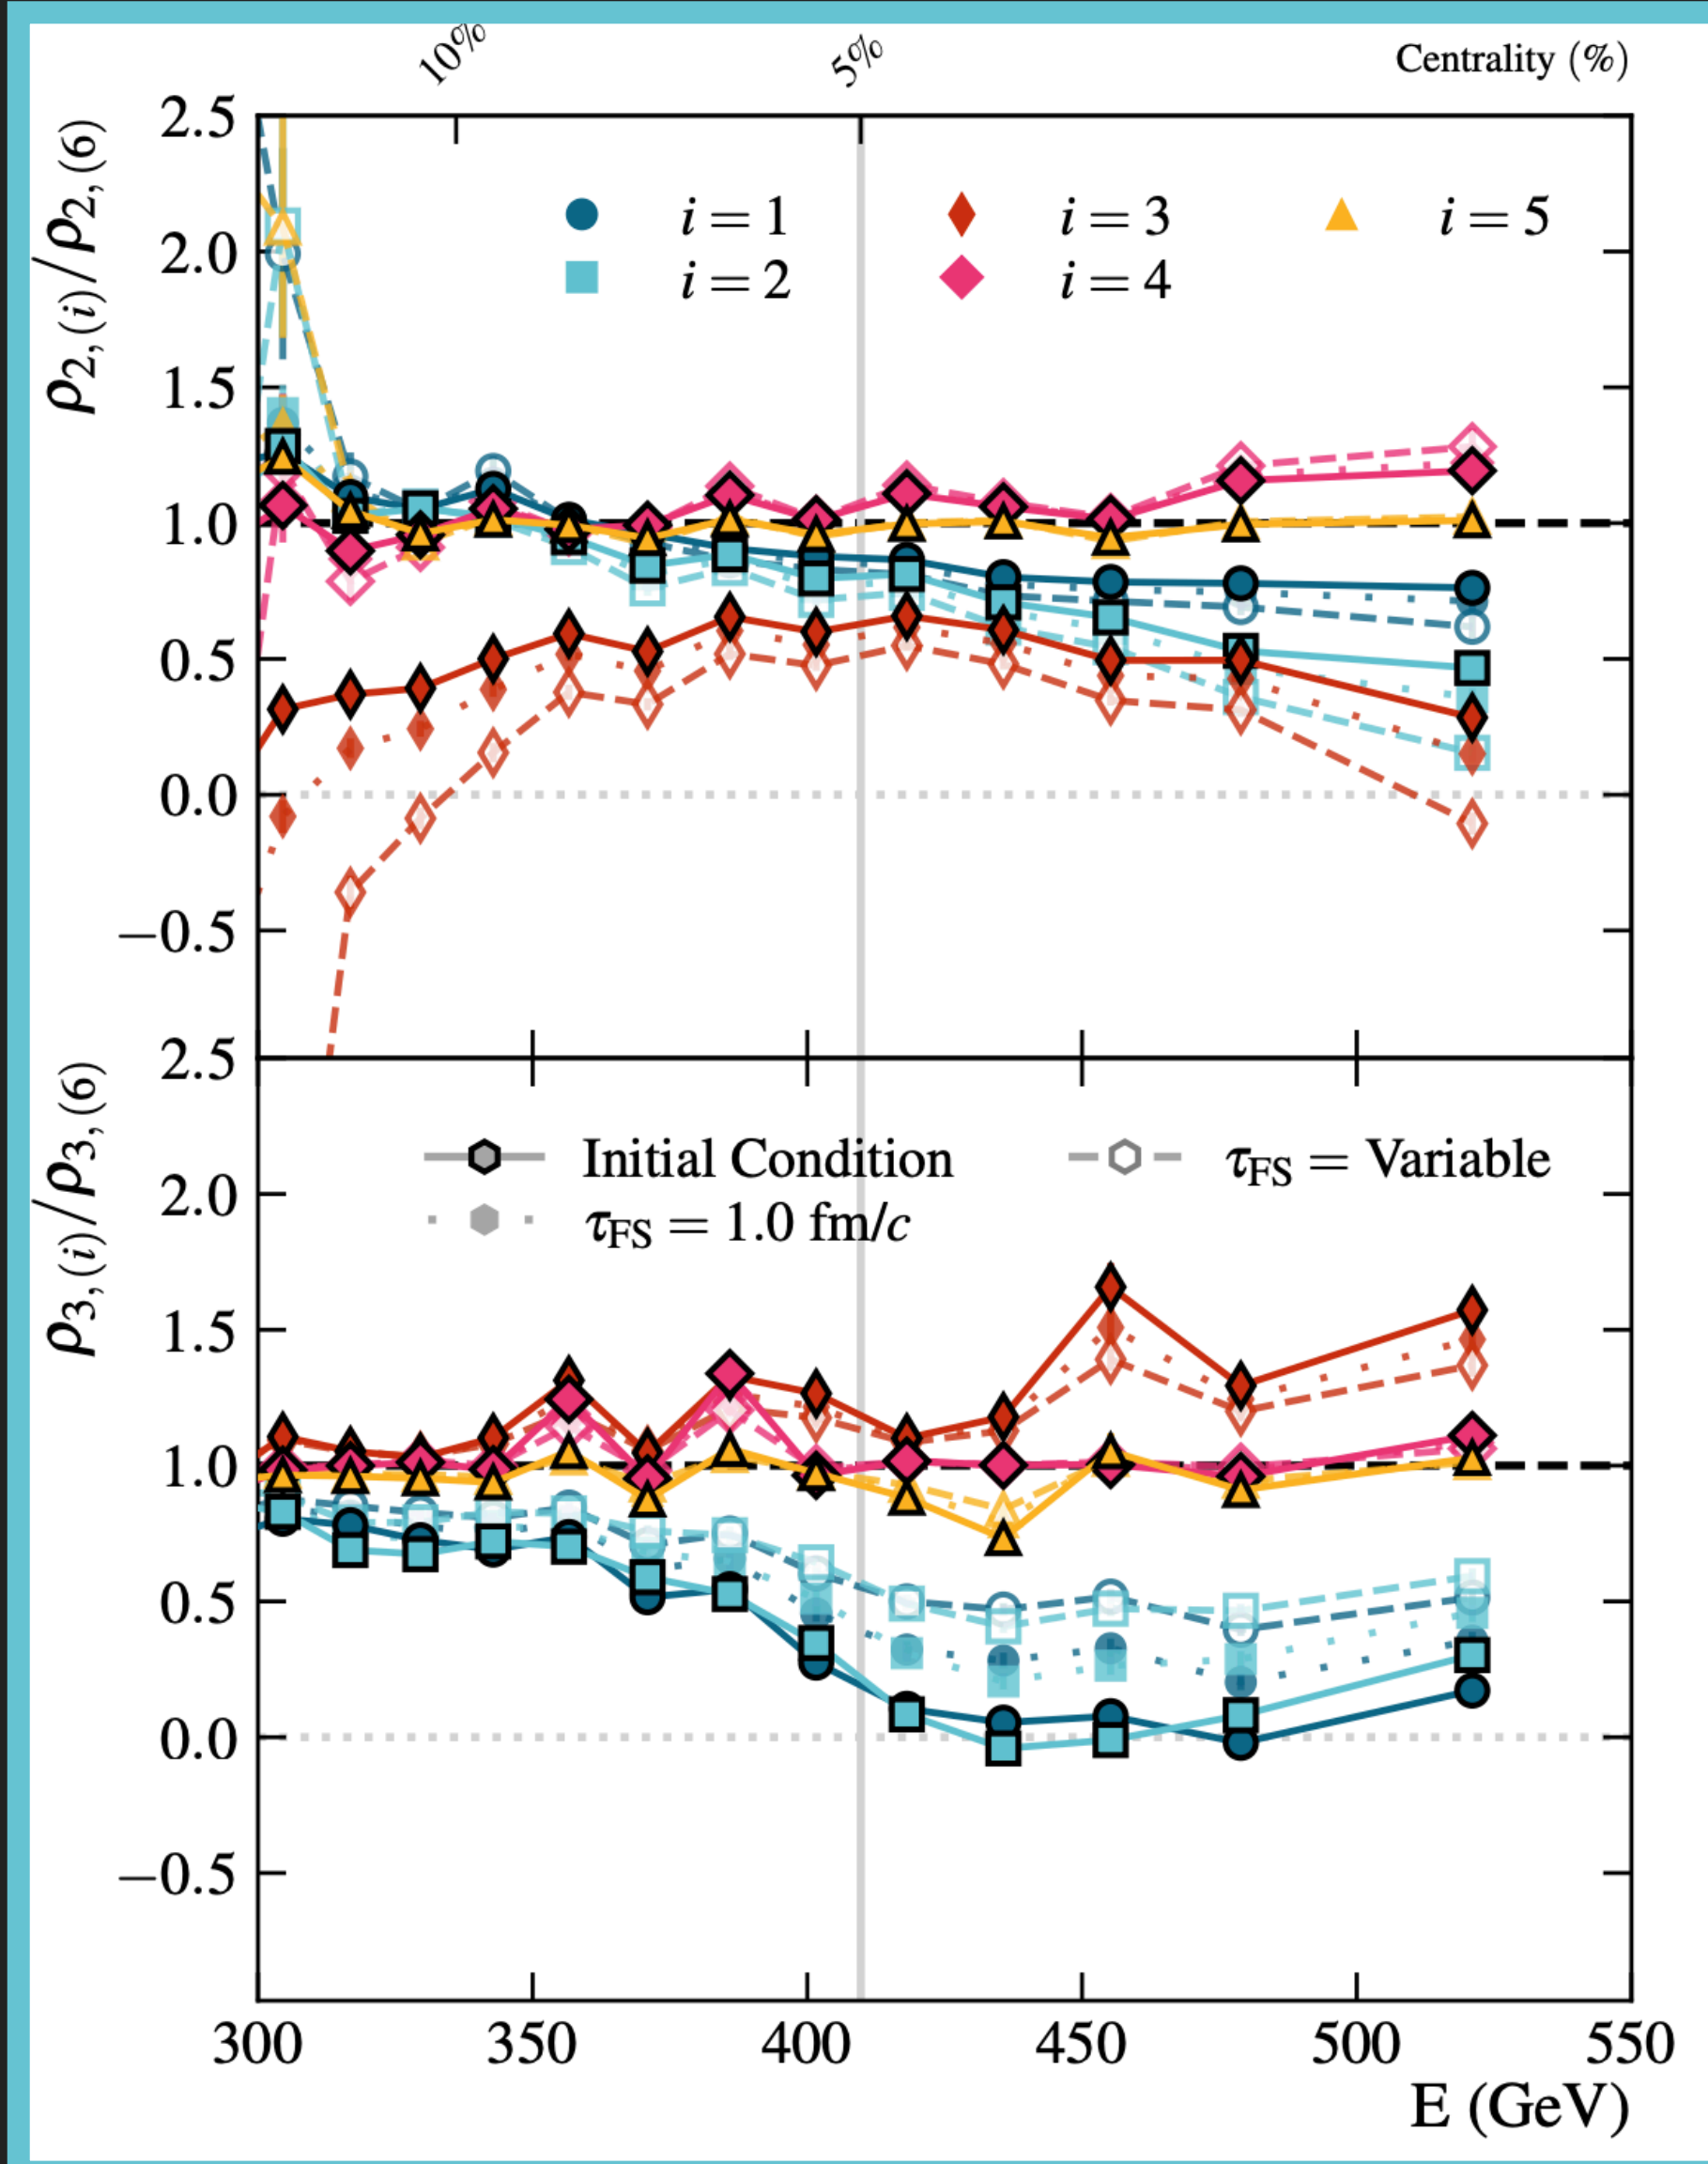 10% 5% Centrality (%)
2.5
ρ2,(i)/ρ2,(6)
i = 1 i = 3 i = 5
2.0
i = 2 i = 4
1.5
1.0
0.5
0.0
−0.5
2.5
ρ3,(i)/ρ3,(6)
Initial Condition τFS = Variable
2.0
τFS = 1.0 fm/c
1.5
1.0
0.5
0.0
−0.5
300 350 400 450 500 550
E (GeV)